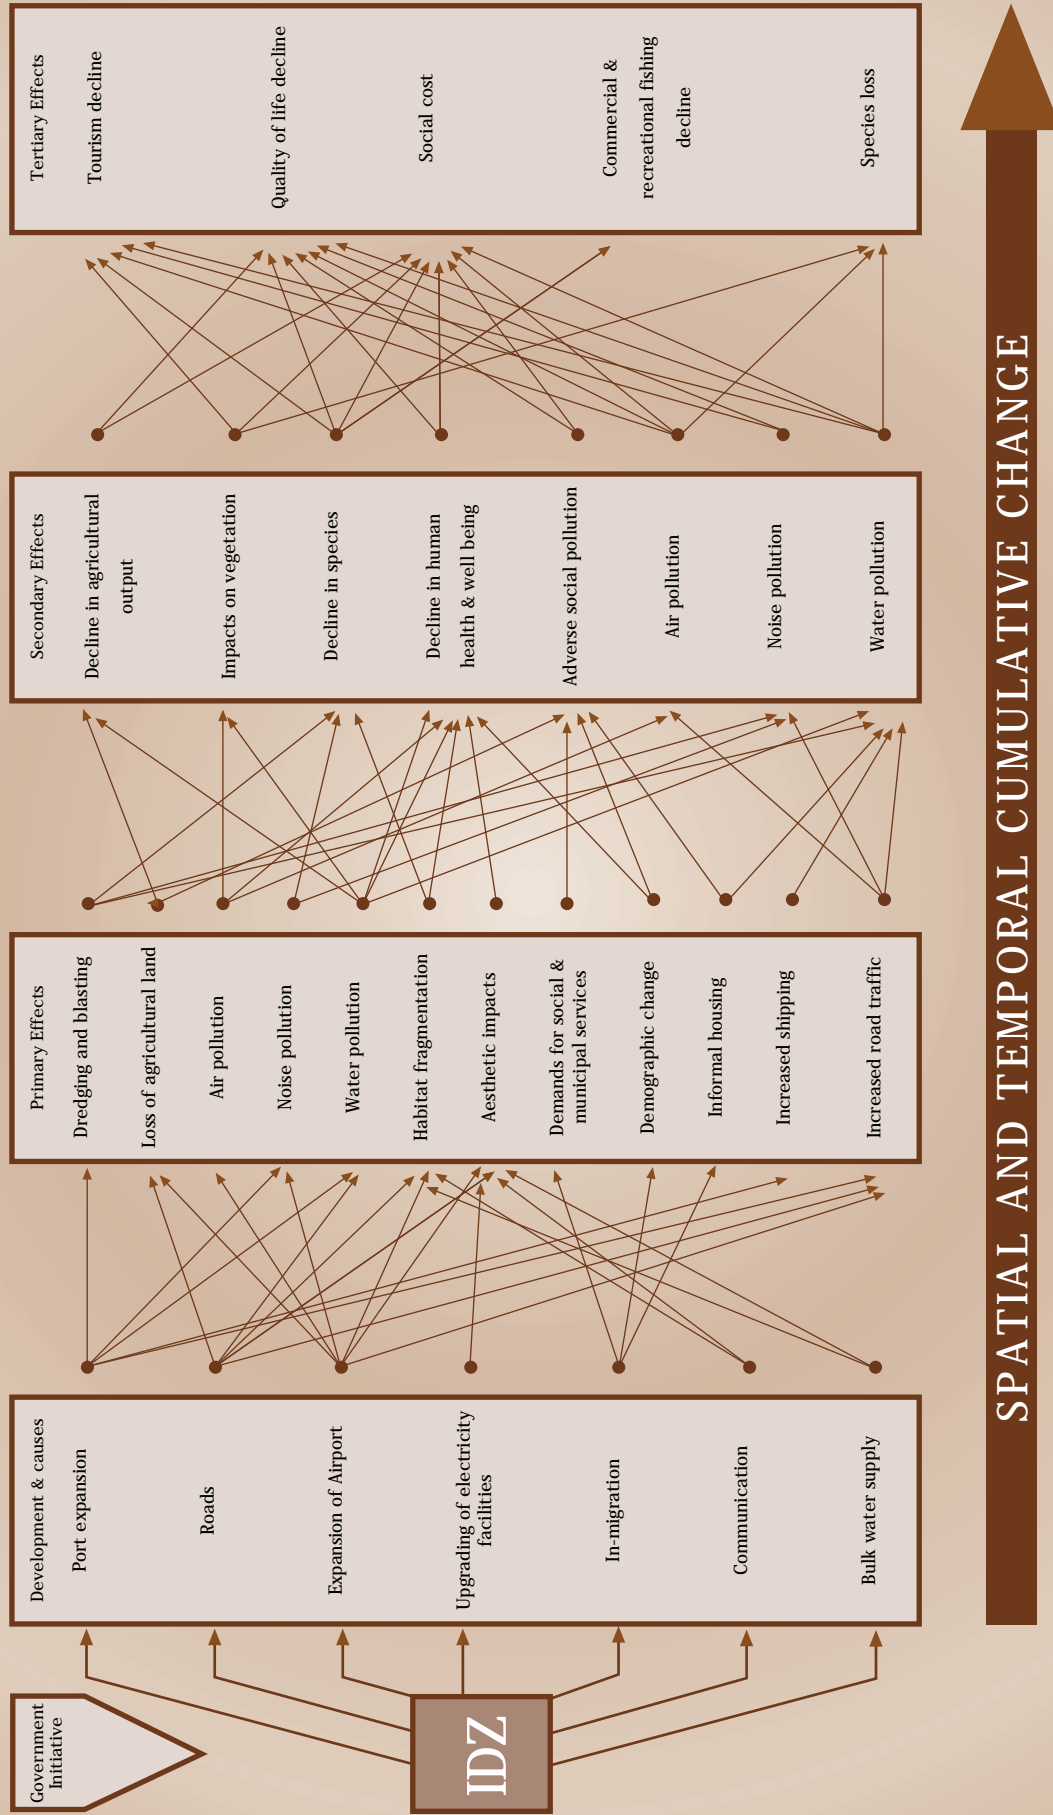 Government
Initiative
IDZ
Development & causes
Port expansion
Roads
Expansion of Airport
Upgrading of electricity
facilities
In-migration
Communication
Bulk water supply
Primary Effects
Dredging and blasting
Loss of agricultural land
Air pollution
Noise pollution
Water pollution
Habitat fragmentation
Aesthetic impacts
Demands for social &
municipal services
Demographic change
Informal housing
Increased shipping
Increased road traffic
Secondary Effects
Decline in agricultural
output
Impacts on vegetation
Decline in species
Decline in human
health & well being
Adverse social pollution
Air pollution
Noise pollution
Water pollution
Tertiary Effects
Tourism decline
Quality of life decline
Social cost
Commercial &
recreational fishing
decline
Species loss
SPATIAL AND TEMPORAL CUMULATIVE CHANGE